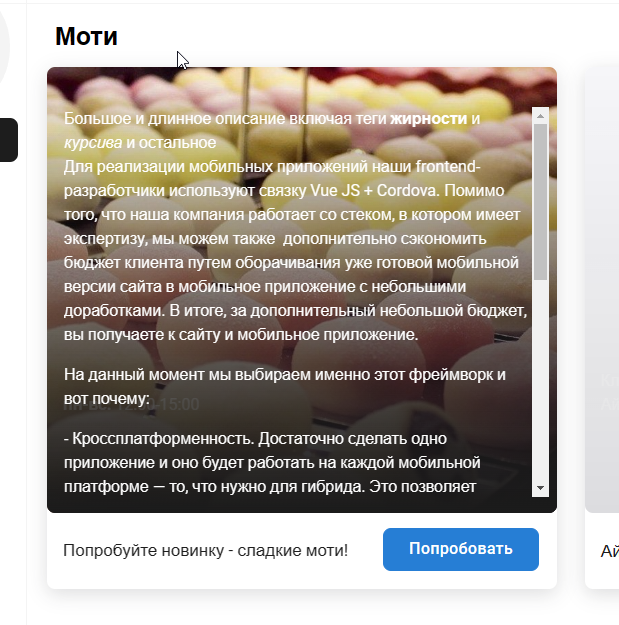 Моти
Большое и длинное описание включая теги жирности и
курсива и остальное
Для реализации мобильных приложений наши frontend-
разработчики используют связку Vue JS + Cordova. Помимо
того, что наша компания работает со стеком, в котором имеет
экспертизу, мы можем также  дополнительно сэкономить
бюджет клиента путем оборачивания уже готовой мобильной
версии сайта в мобильное приложение с небольшими
доработками. В итоге, за дополнительный небольшой бюджет,
вы получаете к сайту и мобильное приложение.
На данный момент мы выбираем именно этот фреймворк и
вот почему:
- Кроссплатформенность. Достаточно сделать одно
приложение и оно будет работать на каждой мобильной
платформе — то, что нужно для гибрида. Это позволяет
Попробуйте новинку - сладкие моти!
Попробовать
Ай